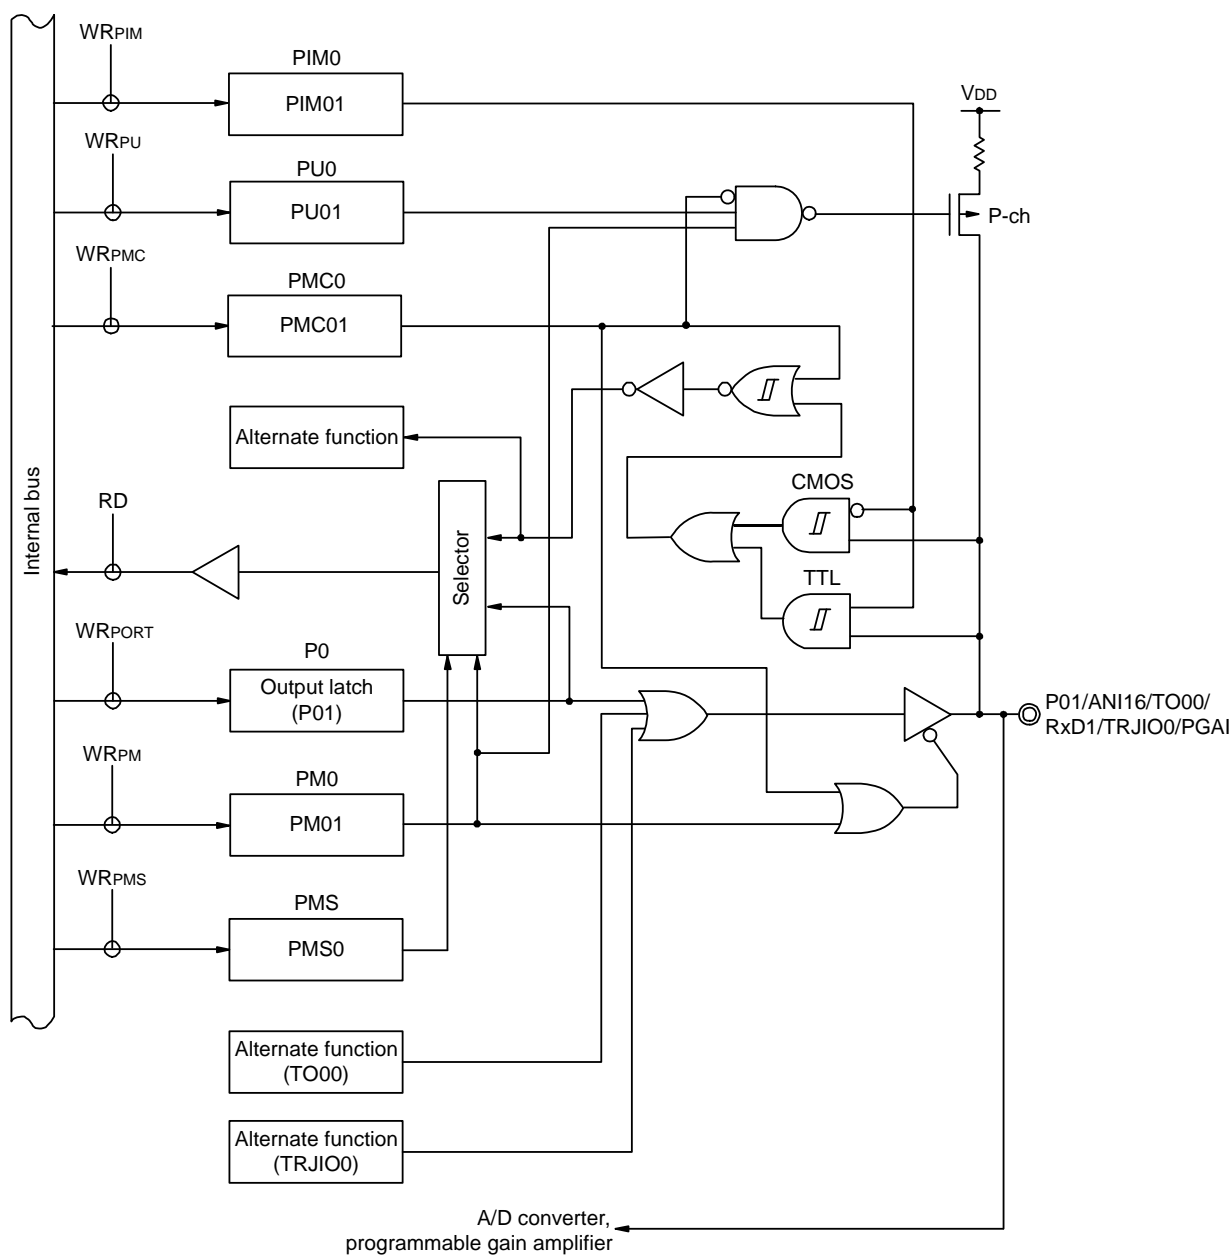 WRPIM
PIM0
PIM01
VDD
WRPU
PU0
PU01
P-ch
WRPMC
PMC0
PMC01
Alternate function
CMOS
Internal bus
RD
Selector
TTL
WRPORT
P0
Output latch
(P01)
P01/ANI16/TO00/
RxD1/TRJIO0/PGAI
WRPM
PM0
PM01
WRPMS
PMS
PMS0
Alternate function
(TO00)
Alternate function
(TRJIO0)
A/D converter,
programmable gain amplifier